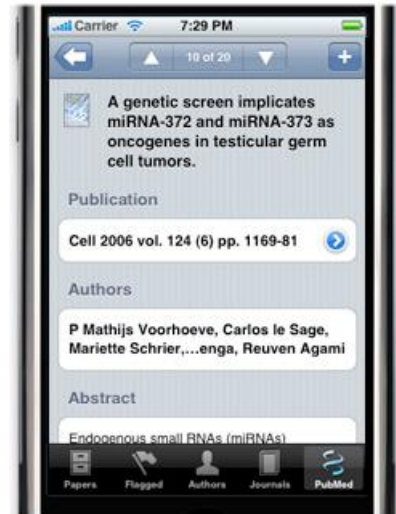 Carrier 7:29 PM
10 of 20
A genetic screen implicates
miRNA-372 and miRNA-373 as
oncogenes in testicular germ
cell tumors.
Publication
Cell 2006 vol. 124 (6) pp. 1169-81
Authors
P Mathijs Voorhoeve, Carlos le Sage,
Mariette Schrier,...enga, Reuven Agami
Abstract
Endogenous small RNAs (miRNAs)
Papers Flagged Authors Journals PubMed